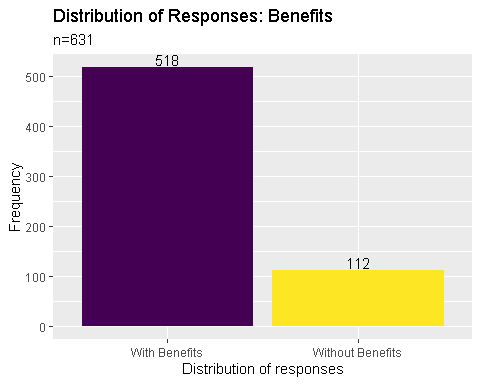 Distribution of Responses: Benefits
n=631
518
500
400
300
200
112
100
0
Frequency
With Benefits
Without Benefits
Distribution of responses